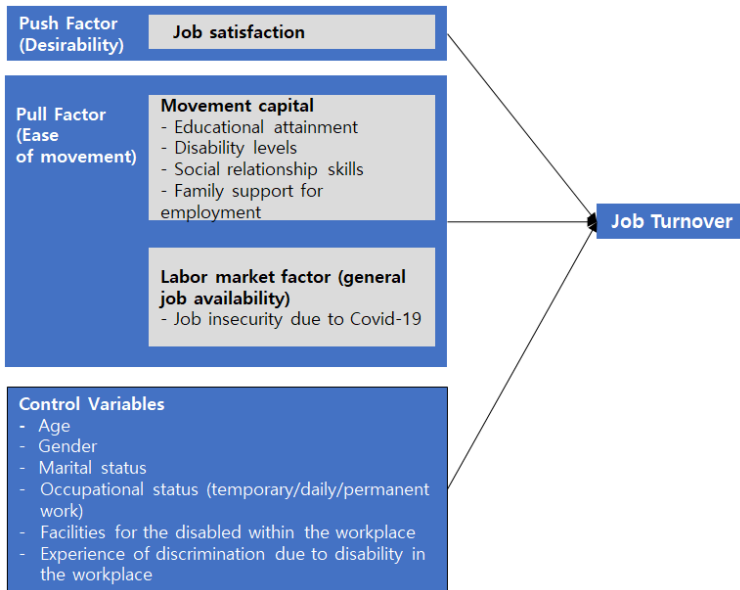 Push Factor
(Desirability)
Job satisfaction
Pull Factor
(Ease
of movement)
Movement capital
- Educational attainment
- Disability levels
- Social relationship skills
- Family support for
employment
Labor market factor (general
job availability)
- Job insecurity due to Covid-19
Job Turnover
Control Variables
- Age
- Gender
- Marital status
- Occupational status (temporary/daily/permanent
work)
- Facilities for the disabled within the workplace
- Experience of discrimination due to disability in
the workplace